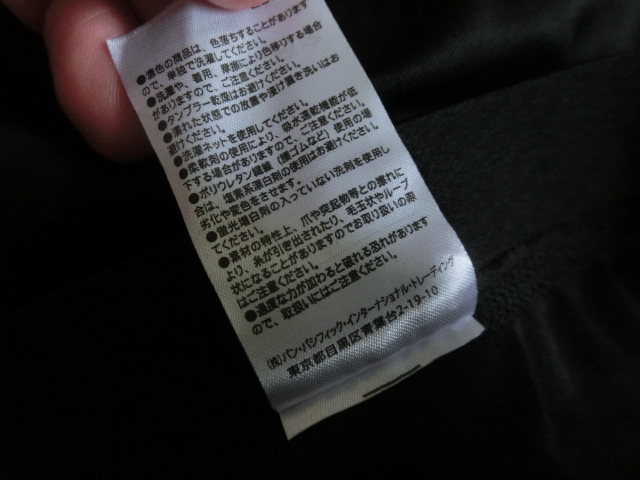 ●濃色の商品は、色落ちすることがあります
ので、単独で洗濯してください。
●洗濯や、着用、摩擦により色移りする場合
がありますので、ご注意ください。
●タンブラー乾燥はお避けください。
●濡れた状態での放置や浸け置き洗いはお
避けください。
●洗濯ネットを使用してください。
●柔軟剤の使用により、吸水速乾機能が低
下する場合がありますので、ご注意ください。
●ポリウレタン繊維（腰ゴムなど）使用の場
合は、塩素系漂白剤の使用はお避けください。
劣化や変色をさせます。
●蛍光増白剤の入っていない洗剤を使用し
てください。
●素材の特性上、爪や突起物等との擦れに
より、糸が引き出されたり、毛玉状やループ
状になることがありますのでお取り扱いの際
はご注意ください。
●過度な力が加わると破れる恐れがあります
ので、取扱いにはご注意ください。
(株)パン・パシフィック・インターナショナル・トレーディング
東京都目黒区青葉台2-19-10